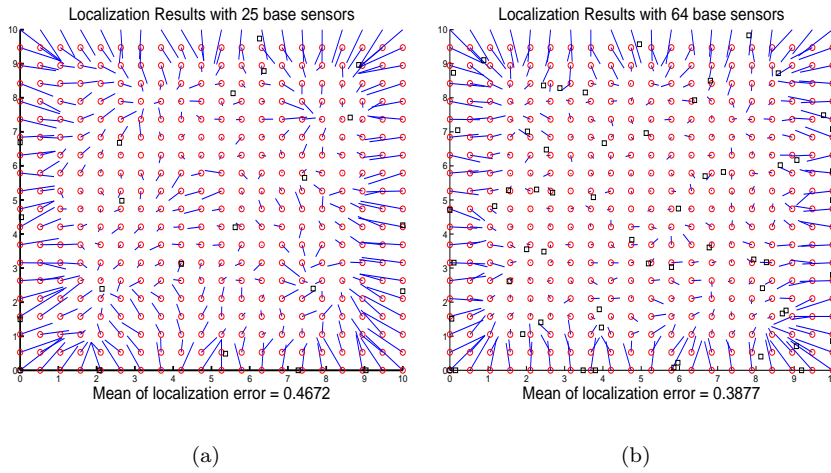 Localization Results with 25 base sensors
10
9
8
7
6
5
4
3
2
1
0
0 1 2 3 4 5 6 7 8 9 10
Mean of localization error = 0.4672
(a)
Localization Results with 64 base sensors
10
9
8
7
6
5
4
3
2
1
0
0 1 2 3 4 5 6 7 8 9 10
Mean of localization error = 0.3877
(b)